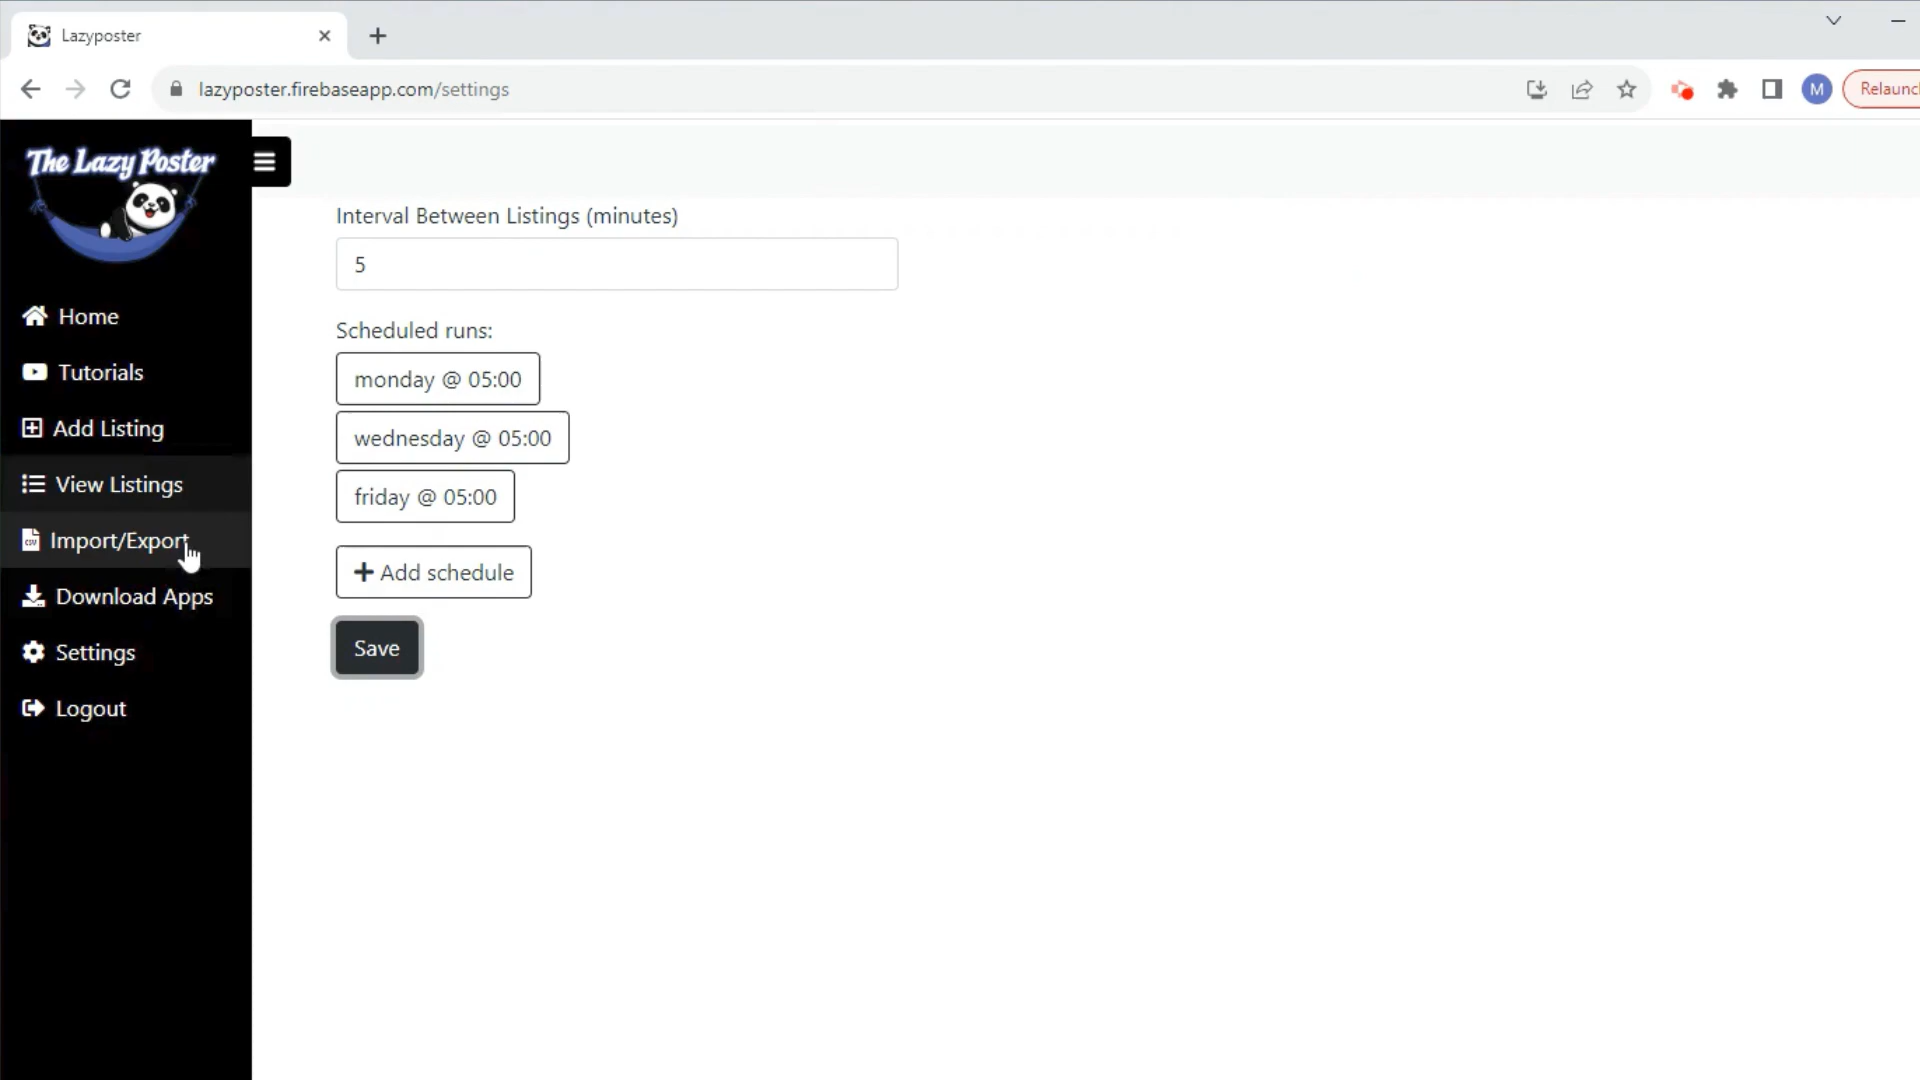 Lazyposter
lazyposter.firebaseapp.com/settings
M
Relaunc
The Lazy Poster
Home
Tutorials
Add Listing
View Listings
Import/Export
Download Apps
Settings
Logout
Interval Between Listings (minutes)
5
Scheduled runs:
monday @ 05:00
wednesday @ 05:00
friday @ 05:00
+ Add schedule
Save